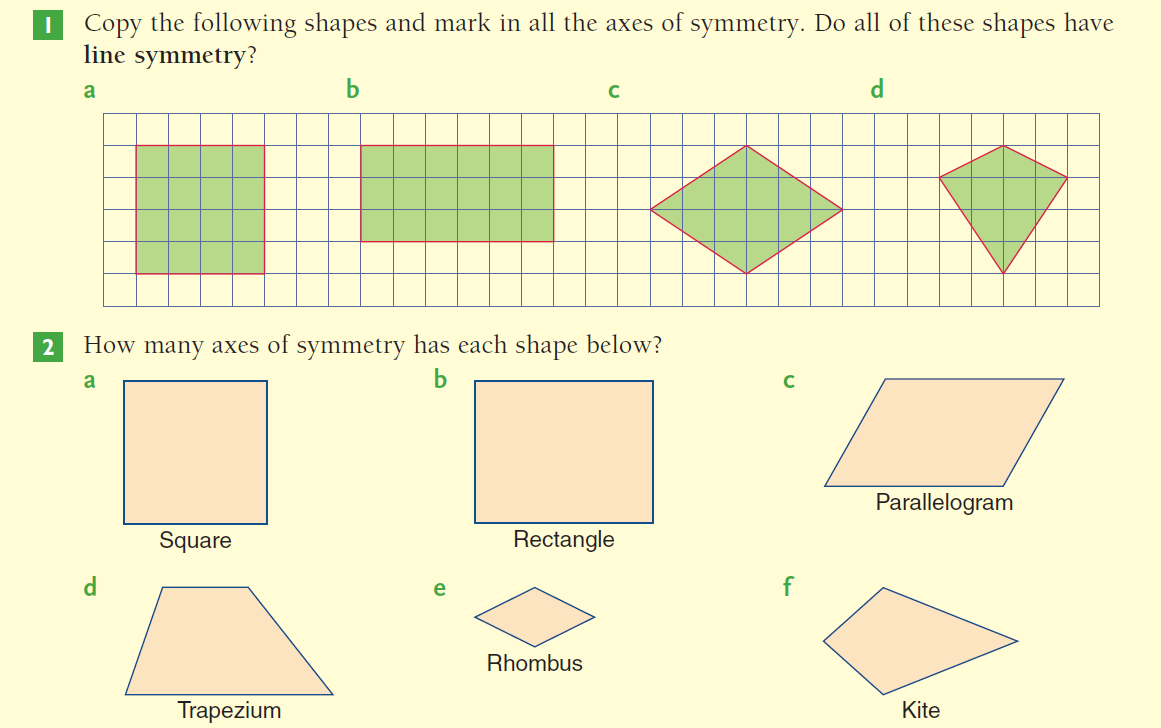 1 Copy the following shapes and mark in all the axes of symmetry. Do all of these shapes have
line symmetry?
a b c d
2 How many axes of symmetry has each shape below?
a b c
Square Rectangle Parallelogram
d e f
Trapezium Rhombus Kite